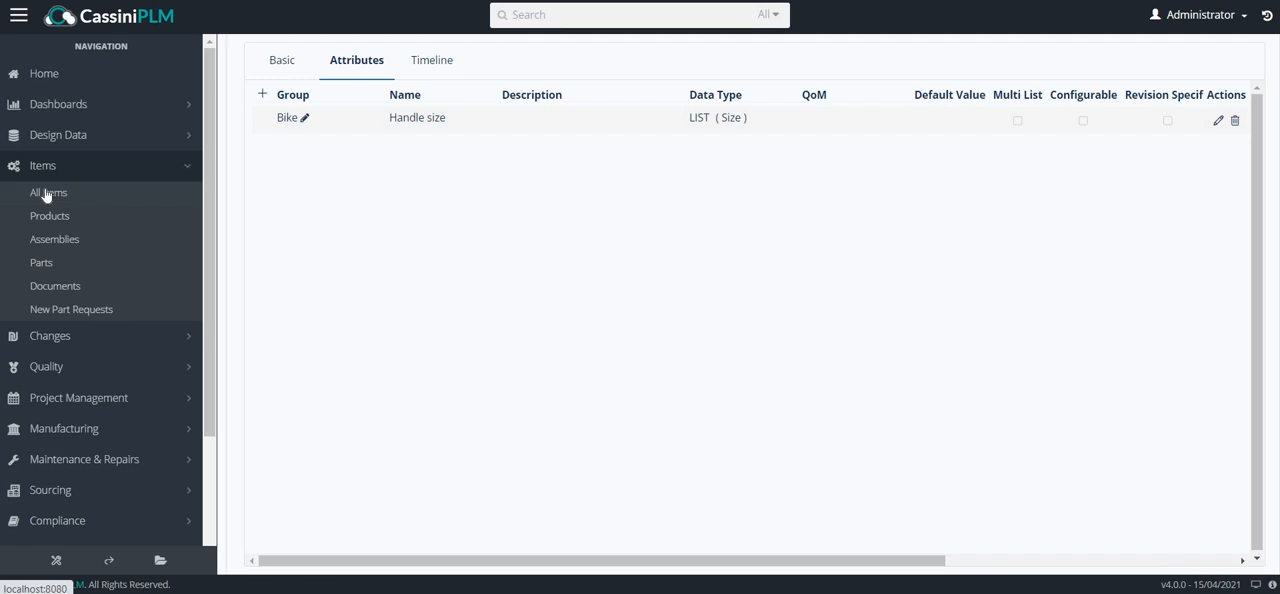 CassiniPLM
Search All
Administrator
NAVIGATION
Home
Dashboards
Design Data
Items
All Items
Products
Assemblies
Parts
Documents
New Part Requests
Changes
Quality
Project Management
Manufacturing
Maintenance & Repairs
Sourcing
Compliance
Basic Attributes Timeline
+ Group Name Description Data Type QoM Default Value Multi List Configurable Revision Specif Actions
Bike Handle size LIST ( Size )
localhost:8080
LM. All Rights Reserved.
v4.0.0 - 15/04/2021